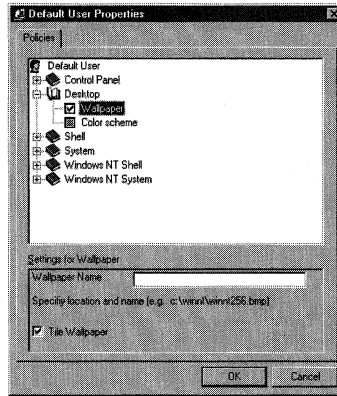 Default User Properties
Policies
Default User
Control Panel
Desktop
Wallpaper
Color scheme
Shell
System
Windows NT Shell
Windows NT System
Settings for Wallpaper
Wallpaper Name
Specifiy location and name (e.g. c:\winnt\winnt256.bmp)
Tile Wallpaper
OK Cancel